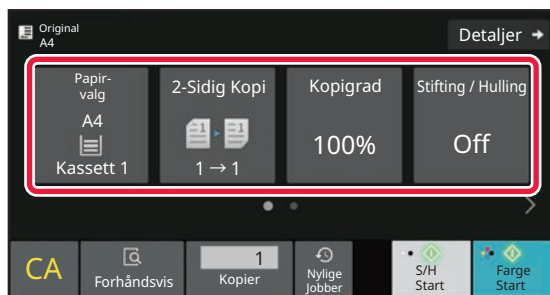 Original
A4
Detaljer
Papir-
valg
A4
Kassett 1
2-Sidig Kopi
1 → 1
Kopigrad
100%
Stifting / Hulling
Off
CA
Forhåndsvis
1
Kopier
Nylige
Jobber
S/H
Start
Farge
Start